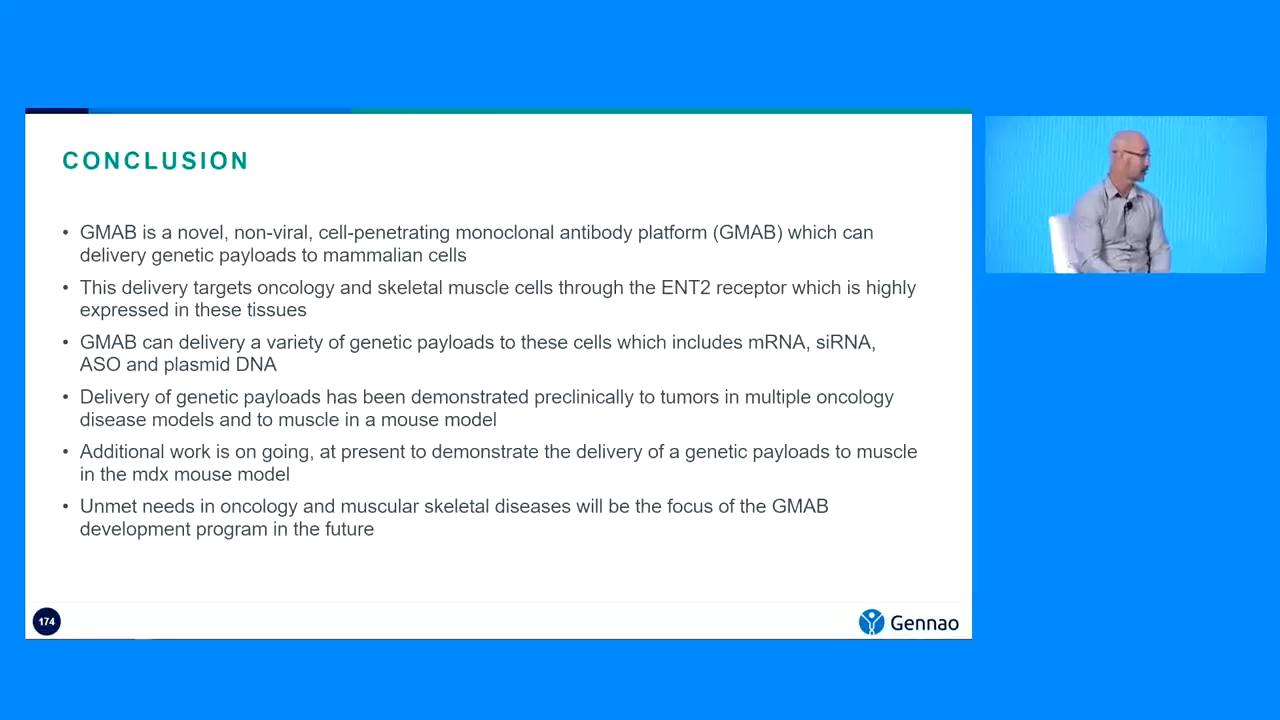 CONCLUSION
• GMAB is a novel, non-viral, cell-penetrating monoclonal antibody platform (GMAB) which can
delivery genetic payloads to mammalian cells
• This delivery targets oncology and skeletal muscle cells through the ENT2 receptor which is highly
expressed in these tissues
• GMAB can delivery a variety of genetic payloads to these cells which includes mRNA, siRNA,
ASO and plasmid DNA
• Delivery of genetic payloads has been demonstrated preclinically to tumors in multiple oncology
disease models and to muscle in a mouse model
• Additional work is on going, at present to demonstrate the delivery of a genetic payloads to muscle
in the mdx mouse model
• Unmet needs in oncology and muscular skeletal diseases will be the focus of the GMAB
development program in the future
174
Gennao